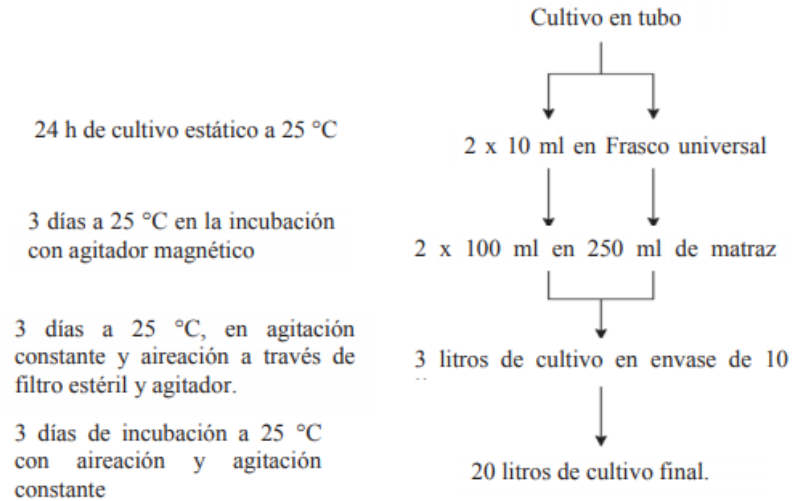 Cultivo en tubo
24 h de cultivo estático a 25 °C
2 x 10 ml en Frasco universal
3 días a 25 °C en la incubación
con agitador magnético
2 x 100 ml en 250 ml de matraz
3 días a 25 °C, en agitación
constante y aireación a través de
filtro estéril y agitador.
3 litros de cultivo en envase de 10
3 días de incubación a 25 °C
con aireación y agitación
constante
20 litros de cultivo final.